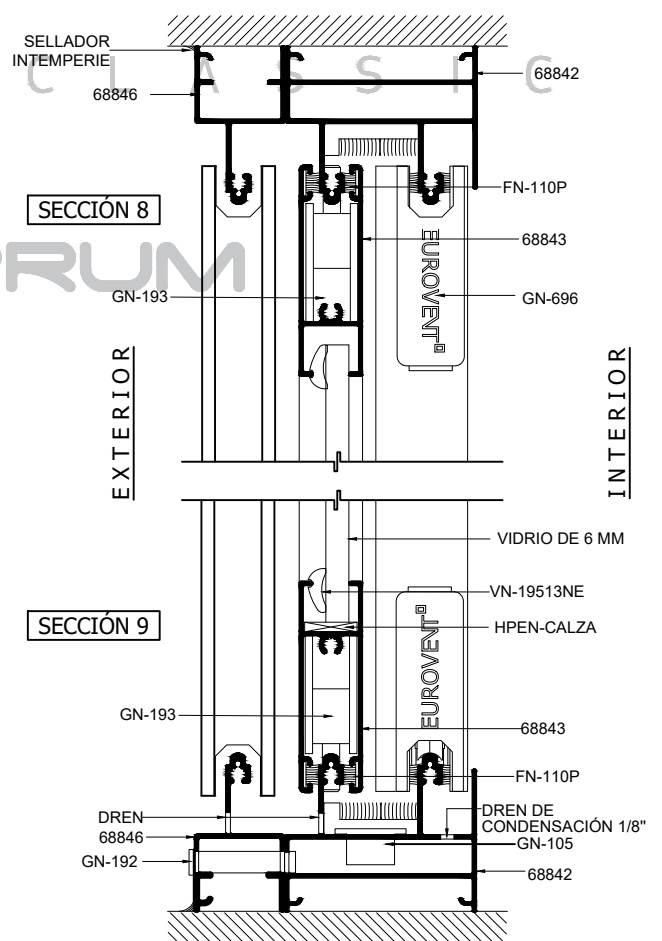 SELLADOR
INTEMPERIE
CLASSIC
68842
68846
FN-110P
SECCIÓN 8
68843
PRUM
GN-193
EUROVENT
GN-696
EXTERIOR
INTERIOR
VIDRIO DE 6 MM
VN-19513NE
SECCIÓN 9
HPEN-CALZA
EUROVENT
GN-193
68843
FN-110P
DREN
DREN DE
CONDENSACIÓN 1/8"
68846
GN-105
GN-192
68842